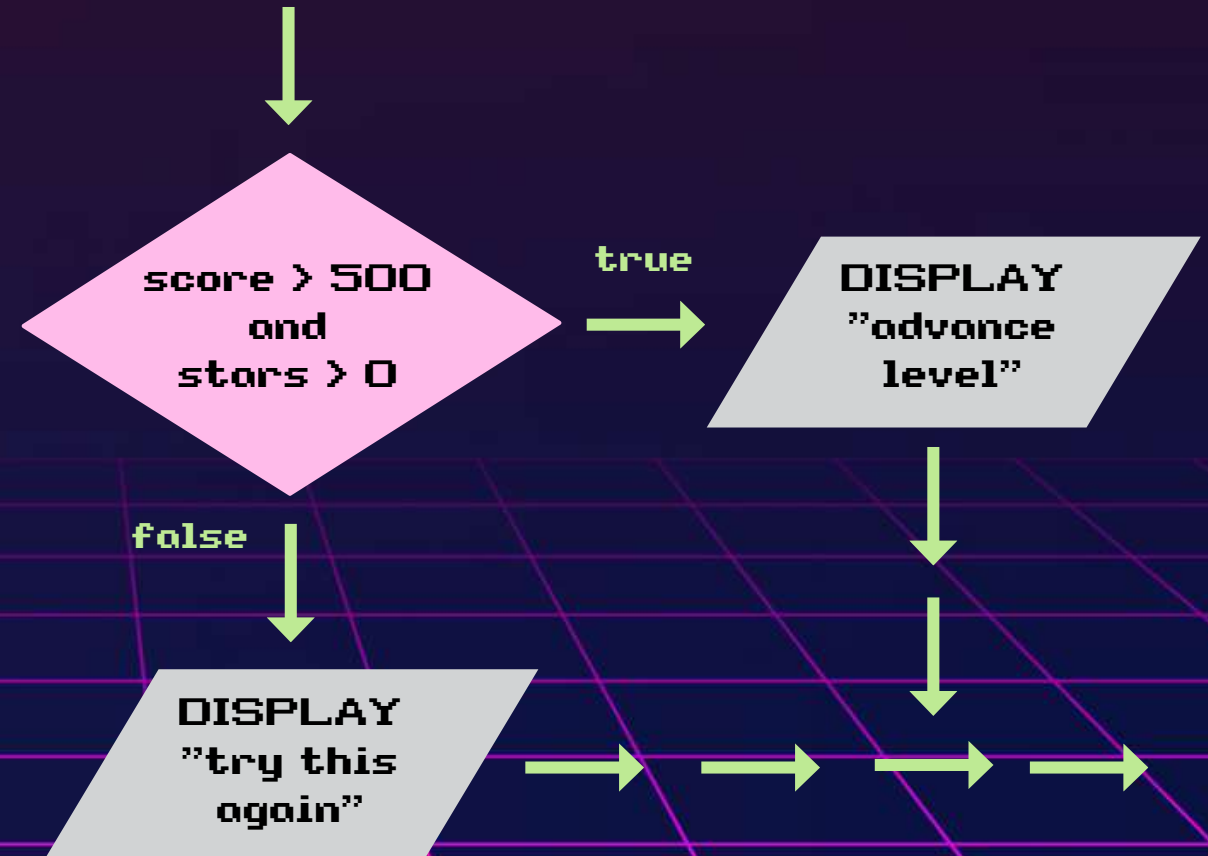 score > 500
and
stars > 0
true
DISPLAY
”advance
level”
false
DISPLAY
”try this
again”